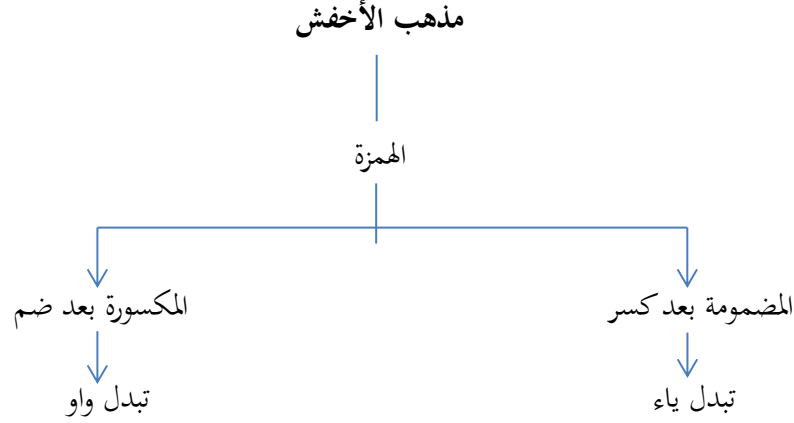 مذهب الأخفش
الهمزة
المضمومة بعد كسر
المكسورة بعد ضم
تبدل ياء
تبدل واو